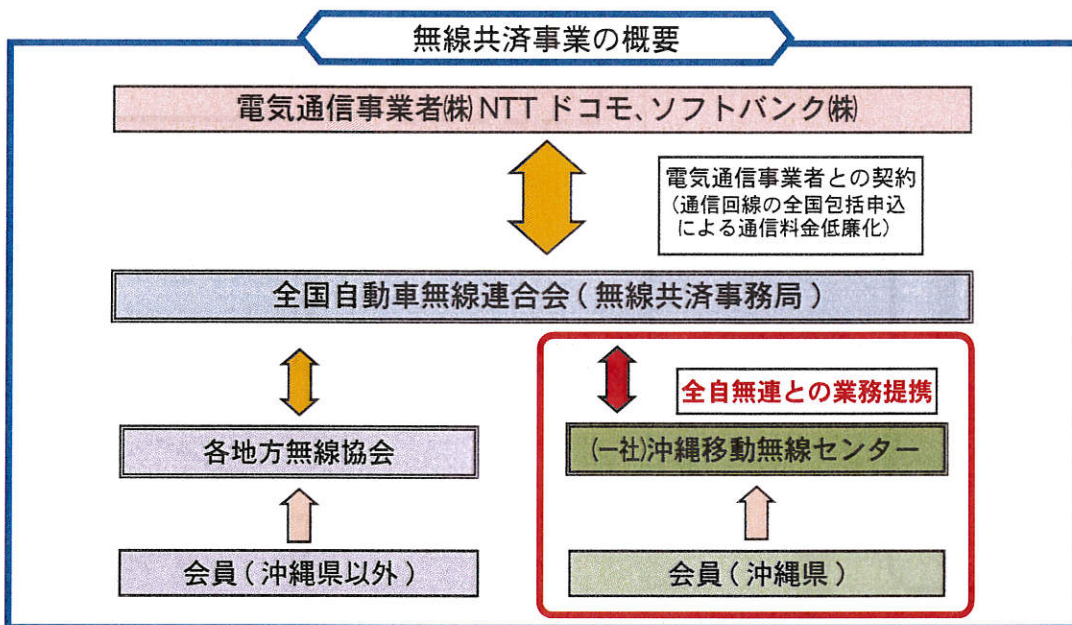 無線共済事業の概要
電気通信事業者㈱NTTドコモ、ソフトバンク㈱
電気通信事業者との契約
(通信回線の全国包括申込
による通信料金低廉化)
全国自動車無線連合会(無線共済事務局)
全自無連との業務提携
各地方無線協会
(一社)沖縄移動無線センター
会員(沖縄県以外)
会員(沖縄県)